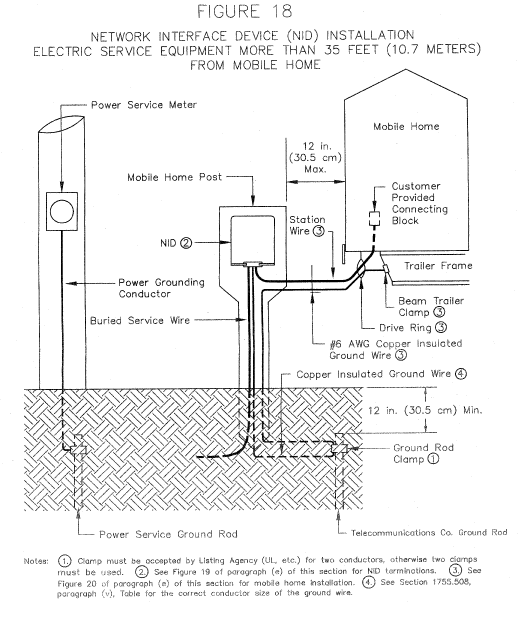 FIGURE 18
NETWORK INTERFACE DEVICE (NID) INSTALLATION
ELECTRIC SERVICE EQUIPMENT MORE THAN 35 FEET (10.7 METERS)
FROM MOBILE HOME
Power Service Meter
Mobile Home
12 in.
(30.5 cm)
Max.
Mobile Home Post
Customer
Provided
Connecting
Block
Station
Wire ③
NID ②
Trailer Frame
Power Grounding
Conductor
Beam Trailer
Clamp ③
Buried Service Wire
Drive Ring ③
#6 AWG Copper Insulated
Ground Wire ③
Copper Insulated Ground Wire ④
12 in. (30.5 cm) Min.
Ground Rod
Clamp ①
Power Service Ground Rod
Telecommunications Co. Ground Rod
Notes: ①. Clamp must be accepted by Listing Agency (UL, etc.) for two conductors, otherwise two clamps
must be used. ②. See Figure 19 of paragraph (e) of this section for NID terminations. ③. See
Figure 20 of paragraph (e) of this section for mobile home installation. ④. See Section 1755.508,
paragraph (v), Table for the correct conductor size of the ground wire.